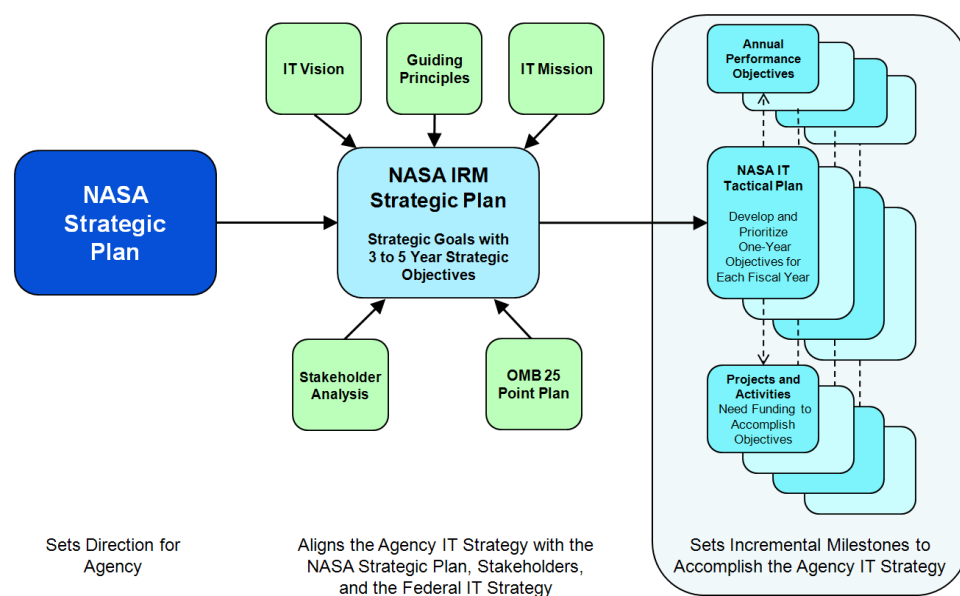 NASA
Strategic
Plan
IT Vision
Guiding
Principles
IT Mission
NASA IRM
Strategic Plan
Strategic Goals with
3 to 5 Year Strategic
Objectives
Stakeholder
Analysis
OMB 25
Point Plan
Annual
Performance
Objectives
NASA IT
Tactical Plan
Develop and
Prioritize
One-Year
Objectives for
Each Fiscal Year
Projects and
Activities
Need Funding to
Accomplish
Objectives
Sets Direction for
Agency
Aligns the Agency IT Strategy with the
NASA Strategic Plan, Stakeholders,
and the Federal IT Strategy
Sets Incremental Milestones to
Accomplish the Agency IT Strategy